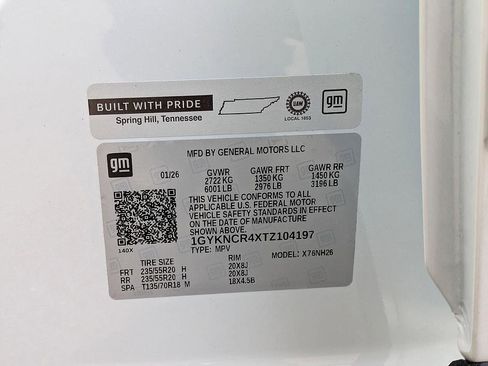 BUILT WITH PRIDE
Spring Hill, Tennessee
UAW
LOCAL 1853
gm
gm
MFD BY GENERAL MOTORS LLC
01/26 GVWR GAWR FRT GAWR RR
2722 KG 1350 KG 1450 KG
6001 LB 2976 LB 3196 LB
THIS VEHICLE CONFORMS TO ALL
APPLICABLE U.S. FEDERAL MOTOR
VEHICLE SAFETY STANDARDS IN EFFECT
ON THE DATE OF MANUFACTURE SHOWN ABOVE.
1GYKNCR4XTZ104197
140X TYPE: MPV MODEL: X76NH26
TIRE SIZE RIM
FRT 235/55R20 H 20X8J
RR 235/55R20 H 20X8J
SPA T135/70R18 M 18X4.5B